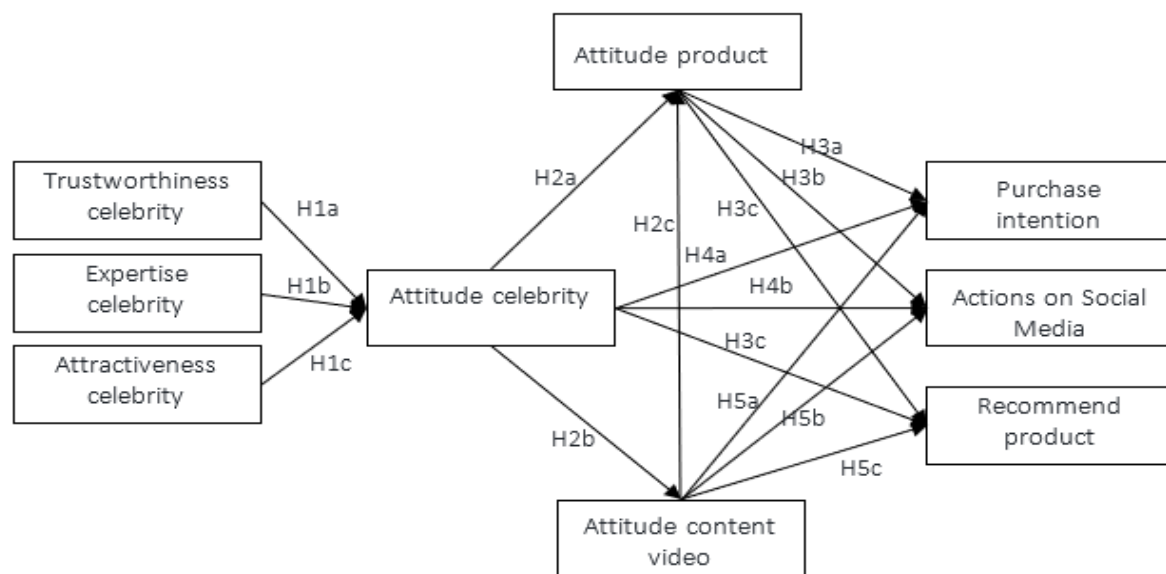 Attitude product
H3a
Trustworthiness
celebrity
H2a
H3b
Purchase
intention
H1a
H3c
H2c
Expertise
celebrity
H1b
Attitude celebrity
H4a
H4b
Actions on Social
Media
Attractiveness
celebrity
H1c
H3c
H5a
H5b
Recommend
product
H2b
H5c
Attitude content
video